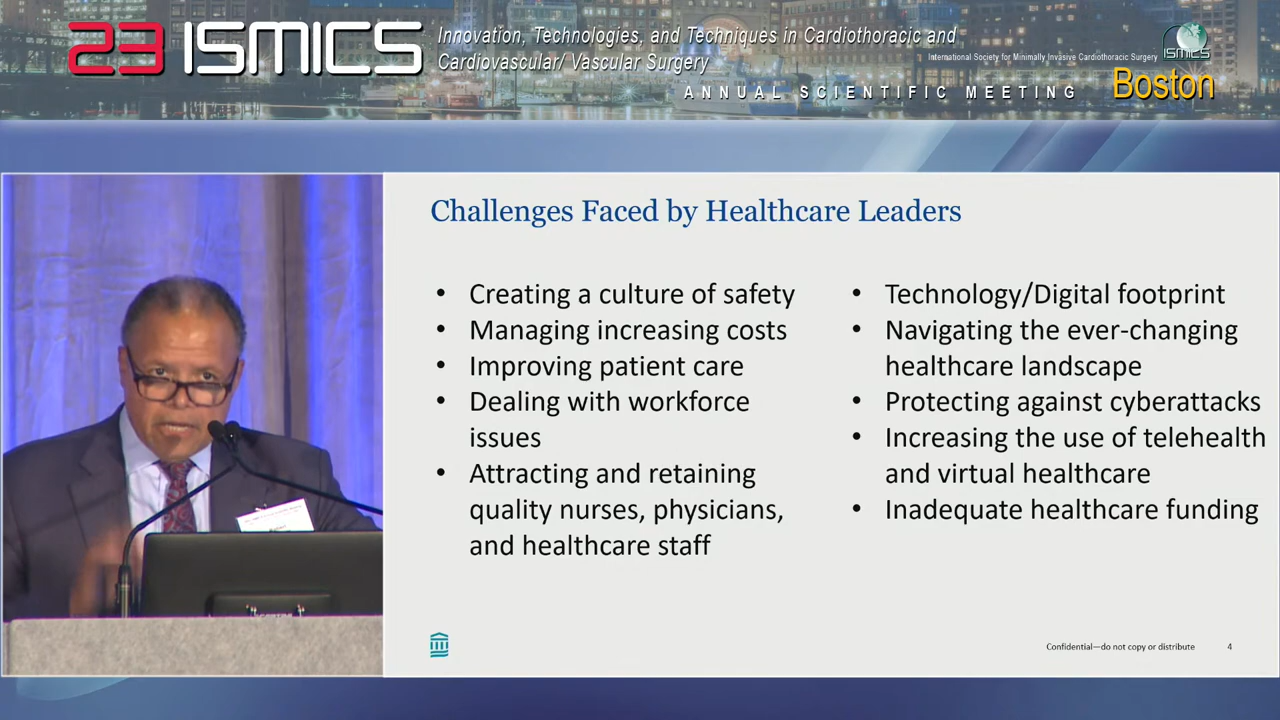 23 ISMICS
Innovation, Technologies, and Techniques in Cardiothoracic and
Cardiovascular/ Vascular Surgery
International Society for Minimally Invasive Cardiothoracic Surgery
ISMICS
ANNUAL SCIENTIFIC MEETING
Boston
Challenges Faced by Healthcare Leaders
• Creating a culture of safety
• Managing increasing costs
• Improving patient care
• Dealing with workforce
issues
• Attracting and retaining
quality nurses, physicians,
and healthcare staff
• Technology/Digital footprint
• Navigating the ever-changing
healthcare landscape
• Protecting against cyberattacks
• Increasing the use of telehealth
and virtual healthcare
• Inadequate healthcare funding
Confidential—do not copy or distribute
4